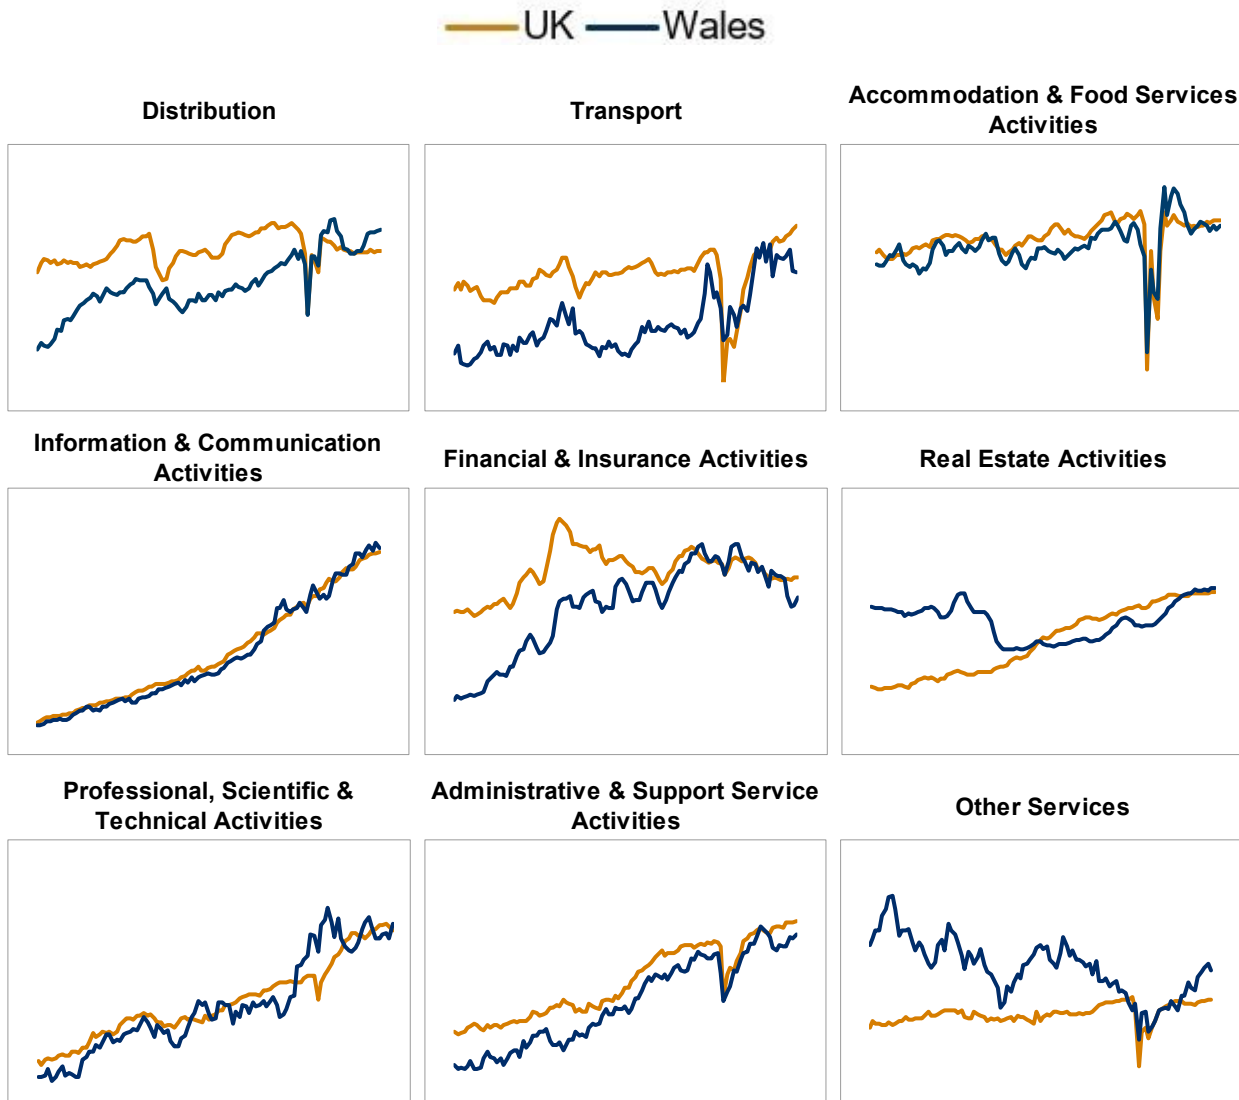 UK Wales
Distribution
Transport
Accommodation & Food Services
Activities
Information & Communication
Activities
Financial & Insurance Activities
Real Estate Activities
Professional, Scientific &
Technical Activities
Administrative & Support Service
Activities
Other Services